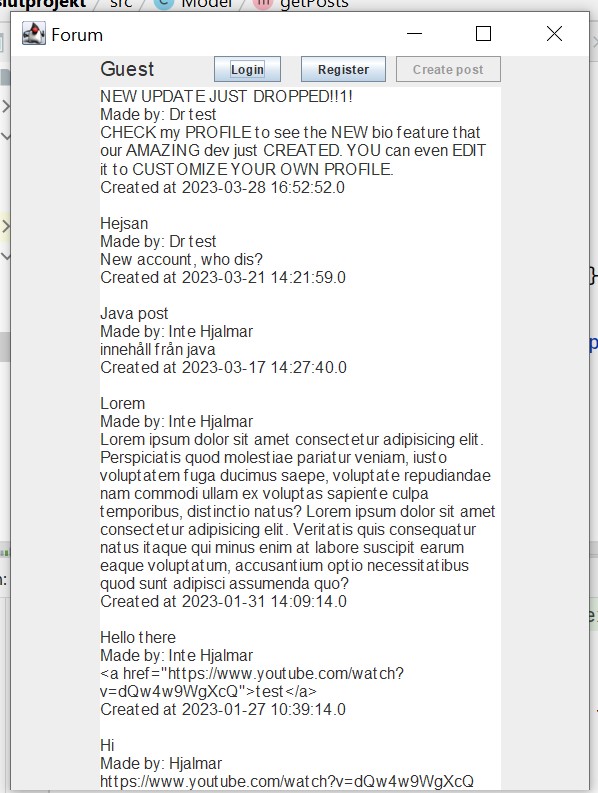 slutprojekt / src / C Model / m getPosts
Forum
Guest
Login
Register
Create post
NEW UPDATE JUST DROPPED!!1!
Made by: Dr test
CHECK my PROFILE to see the NEW bio feature that
our AMAZING dev just CREATED. YOU can even EDIT
it to CUSTOMIZE YOUR OWN PROFILE.
Created at 2023-03-28 16:52:52.0
Hejsan
Made by: Dr test
New account, who dis?
Created at 2023-03-21 14:21:59.0
Java post
Made by: Inte Hjalmar
innehåll från java
Created at 2023-03-17 14:27:40.0
Lorem
Made by: Inte Hjalmar
Lorem ipsum dolor sit amet consectetur adipisicing elit.
Perspiciatis quod molestiae pariatur veniam, iusto
voluptatem fuga ducimus saepe, voluptate repudiandae
nam commodi ullam ex voluptas sapiente culpa
temporibus, distinctio natus? Lorem ipsum dolor sit amet
consectetur adipisicing elit. Veritatis quis consequatur
natus itaque qui minus enim at labore suscipit earum
eaque voluptatum, accusantium optio necessitatibus
quod sunt adipisci assumenda quo?
Created at 2023-01-31 14:09:14.0
Hello there
Made by: Inte Hjalmar
<a href="https://www.youtube.com/watch?
v=dQw4w9WgXcQ">test</a>
Created at 2023-01-27 10:39:14.0
Hi
Made by: Hjalmar
https://www.youtube.com/watch?v=dQw4w9WgXcQ